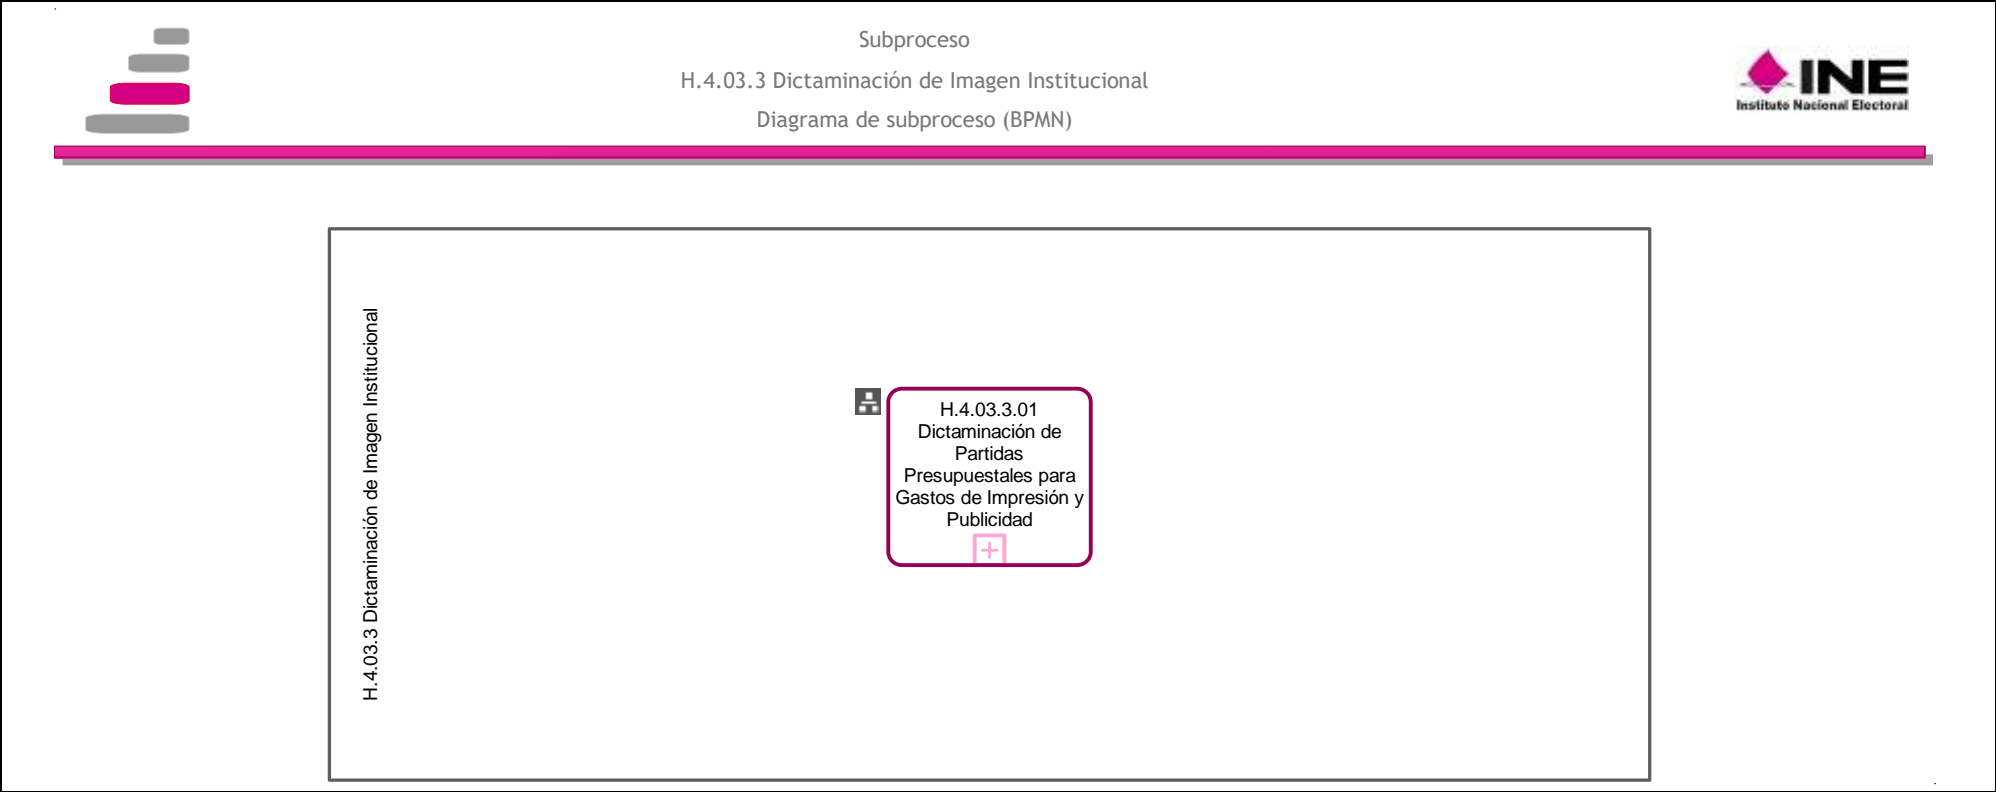 Subproceso
H.4.03.3 Dictaminación de Imagen Institucional
Diagrama de subproceso (BPMN)
INE
Instituto Nacional Electoral
H.4.03.3 Dictaminación de Imagen Institucional
H.4.03.3.01
Dictaminación de
Partidas
Presupuestales para
Gastos de Impresión y
Publicidad